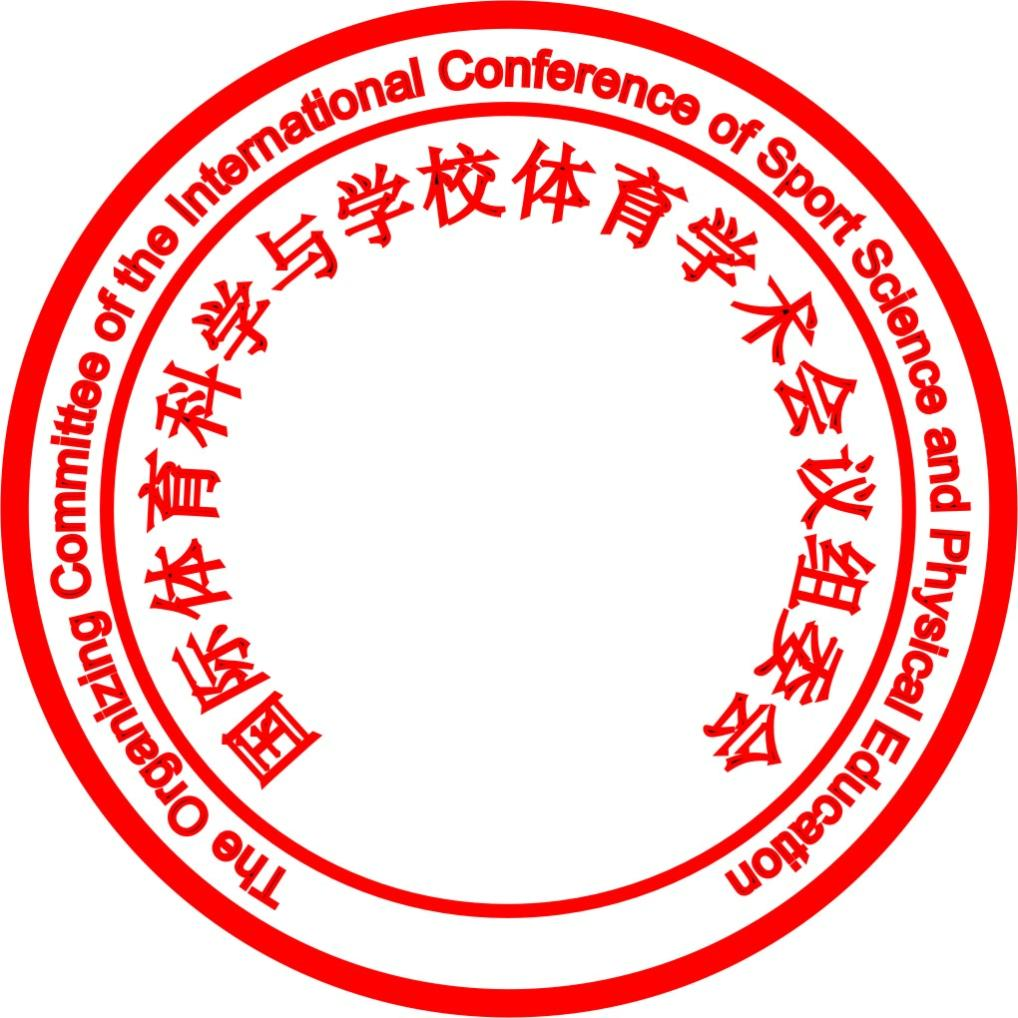 The Organizing Committee of the International Conference of Sport Science and Physical Education
国际体育科学与学校体育学术会议组委会